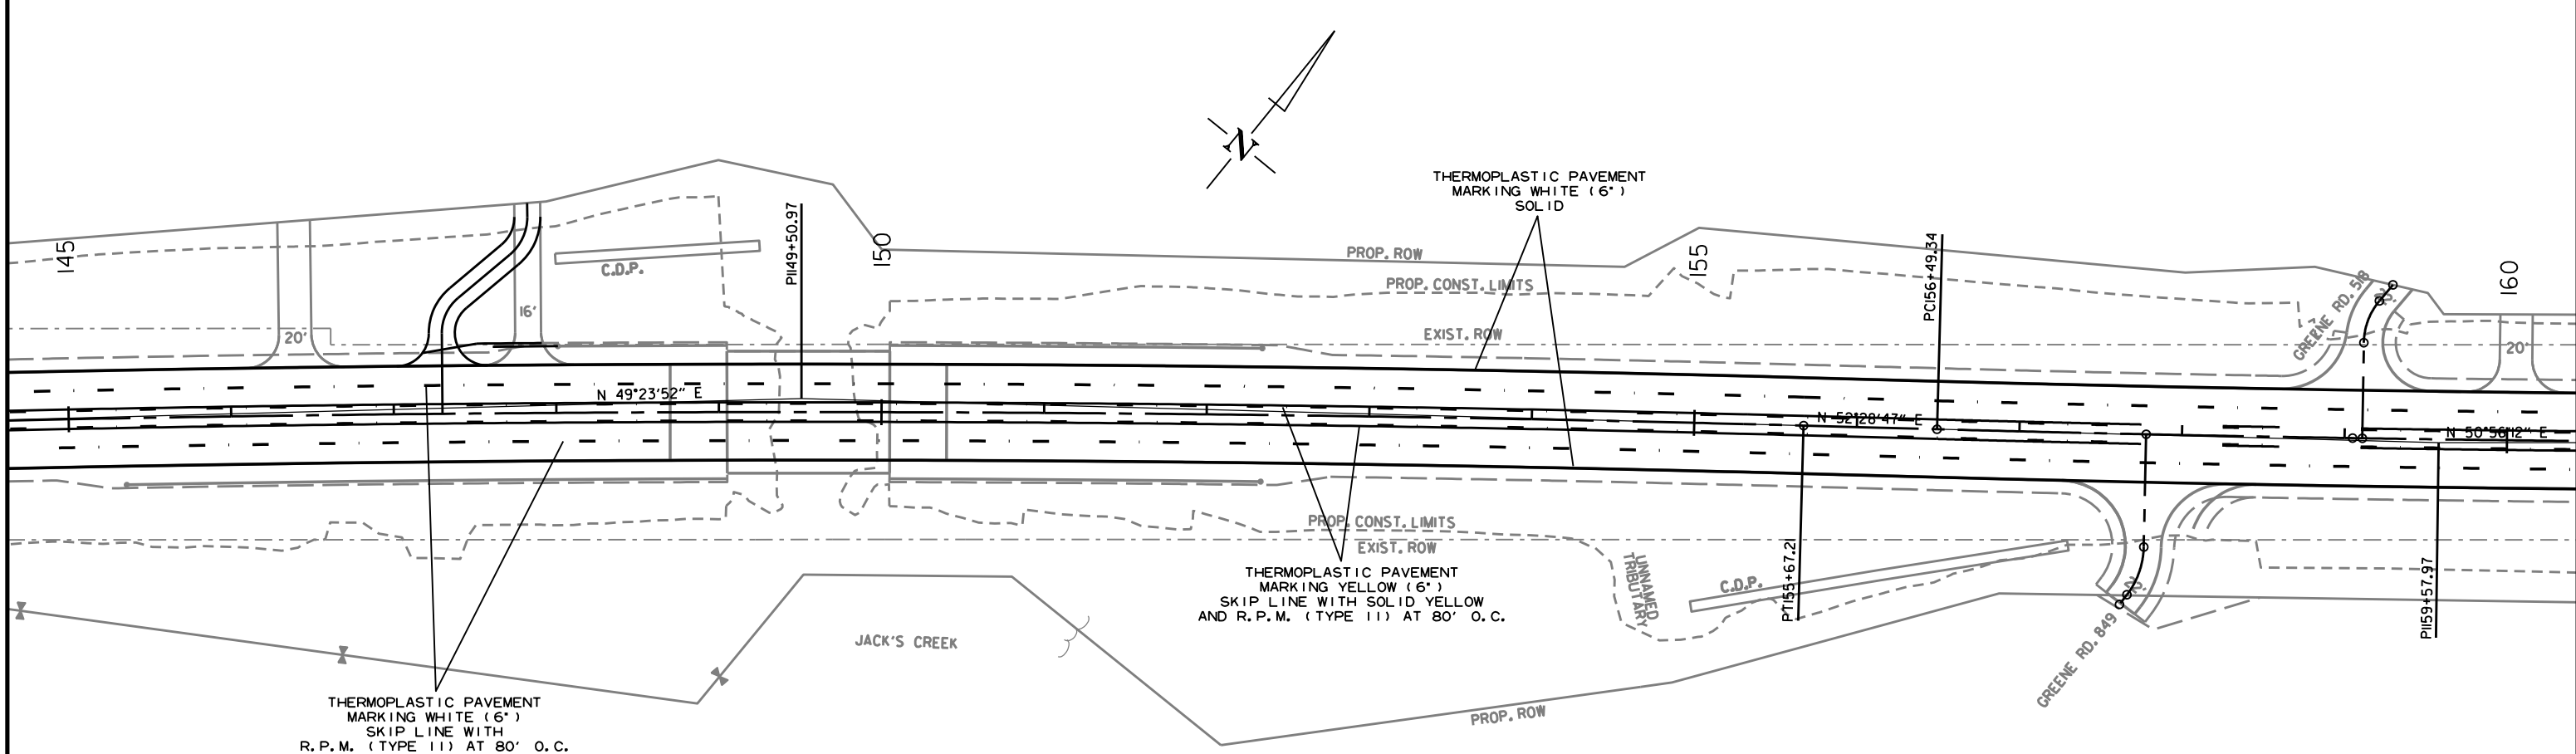 N
THERMOPLASTIC PAVEMENT
MARKING WHITE (6")
SOLID
145
PI149+50.97
150
155
PC156+49.34
160
PROP. ROW
C.D.P.
PROP. CONST. LIMITS
GREENE RD. 518
16'
EXIST. ROW
20'
20'
N 49°23'52" E
N 52°28'47" E
N 50°56'12" E
PROP. CONST. LIMITS
EXIST. ROW
THERMOPLASTIC PAVEMENT
MARKING YELLOW (6")
SKIP LINE WITH SOLID YELLOW
AND R.P.M. (TYPE II) AT 80' O.C.
UNNAMED
TRIBUTARY
C.D.P.
PT155+67.21
PI159+57.97
JACK'S CREEK
GREENE RD. 849
PROP. ROW
THERMOPLASTIC PAVEMENT
MARKING WHITE (6")
SKIP LINE WITH
R.P.M. (TYPE II) AT 80' O.C.